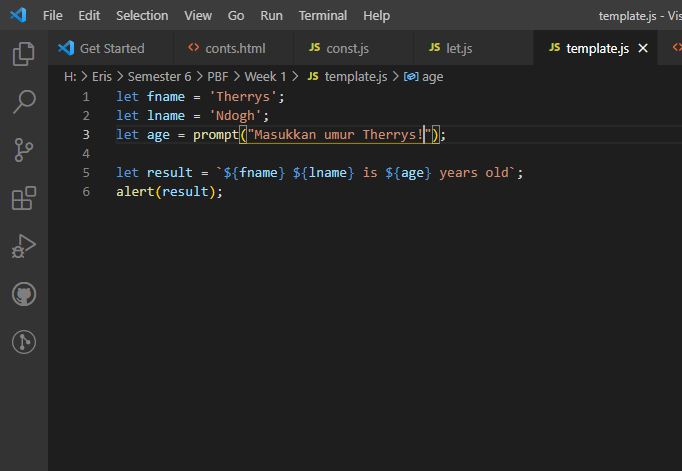 File Edit Selection View Go Run Terminal Help template.js - Vis
Get Started conts.html JS const.js JS let.js JS template.js
H: > Eris > Semester 6 > PBF > Week 1 > JS template.js > age
1 let fname = 'Therrys';
2 let lname = 'Ndogh';
3 let age = prompt("Masukkan umur Therrys!");
4
5 let result = `${fname} ${lname} is ${age} years old`;
6 alert(result);